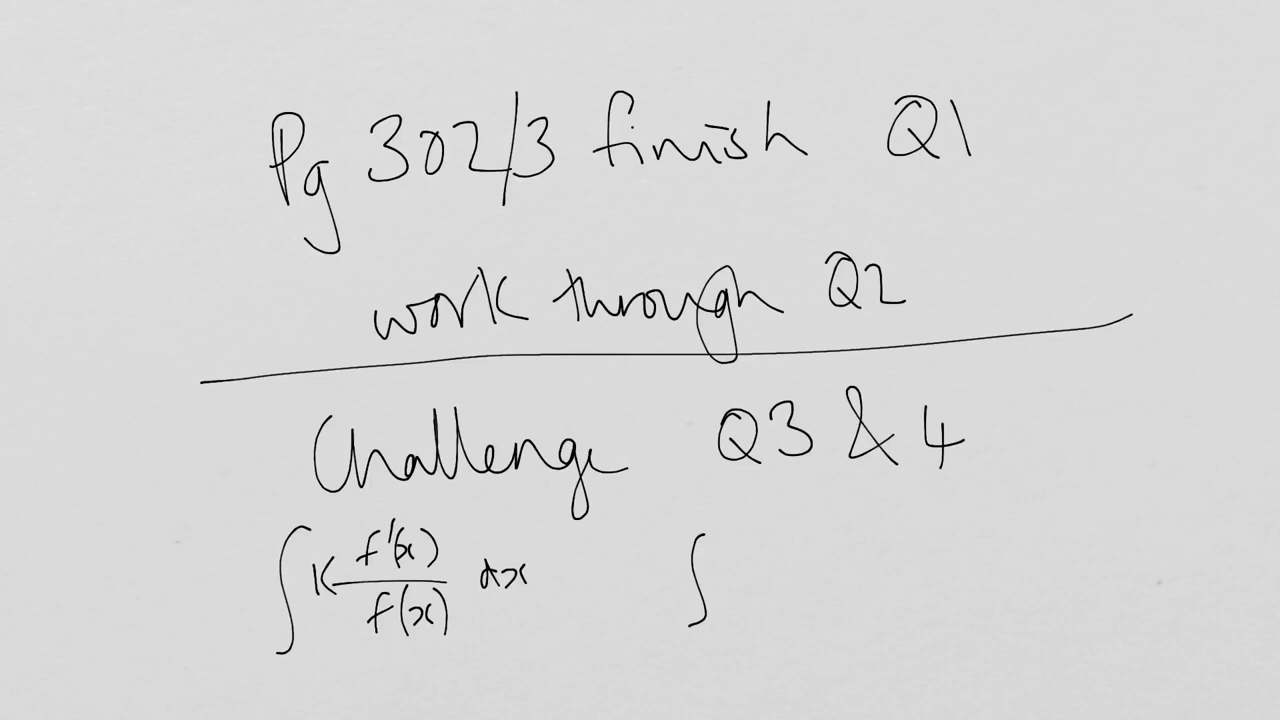 Pg 302/3 finish Q1
work through Q2
Challenge Q3 & 4
∫ K f'(x)/f(x) dx ∫